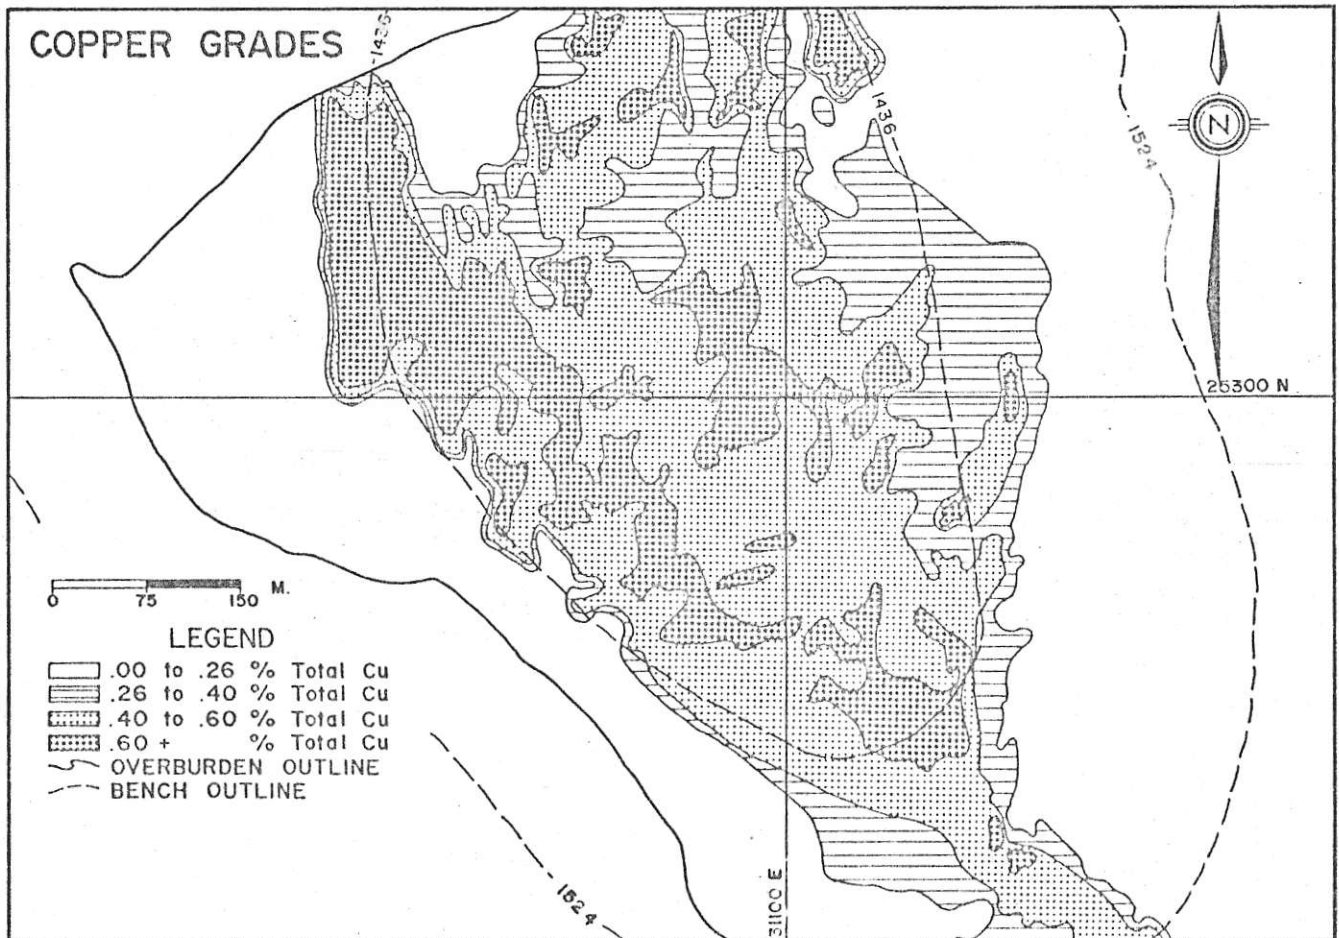 COPPER GRADES
1436
1436
1524
N
25300 N
0 75 150 M.
LEGEND
.00 to .26 % Total Cu
.26 to .40 % Total Cu
.40 to .60 % Total Cu
.60 + % Total Cu
OVERBURDEN OUTLINE
BENCH OUTLINE
1524
31100 E